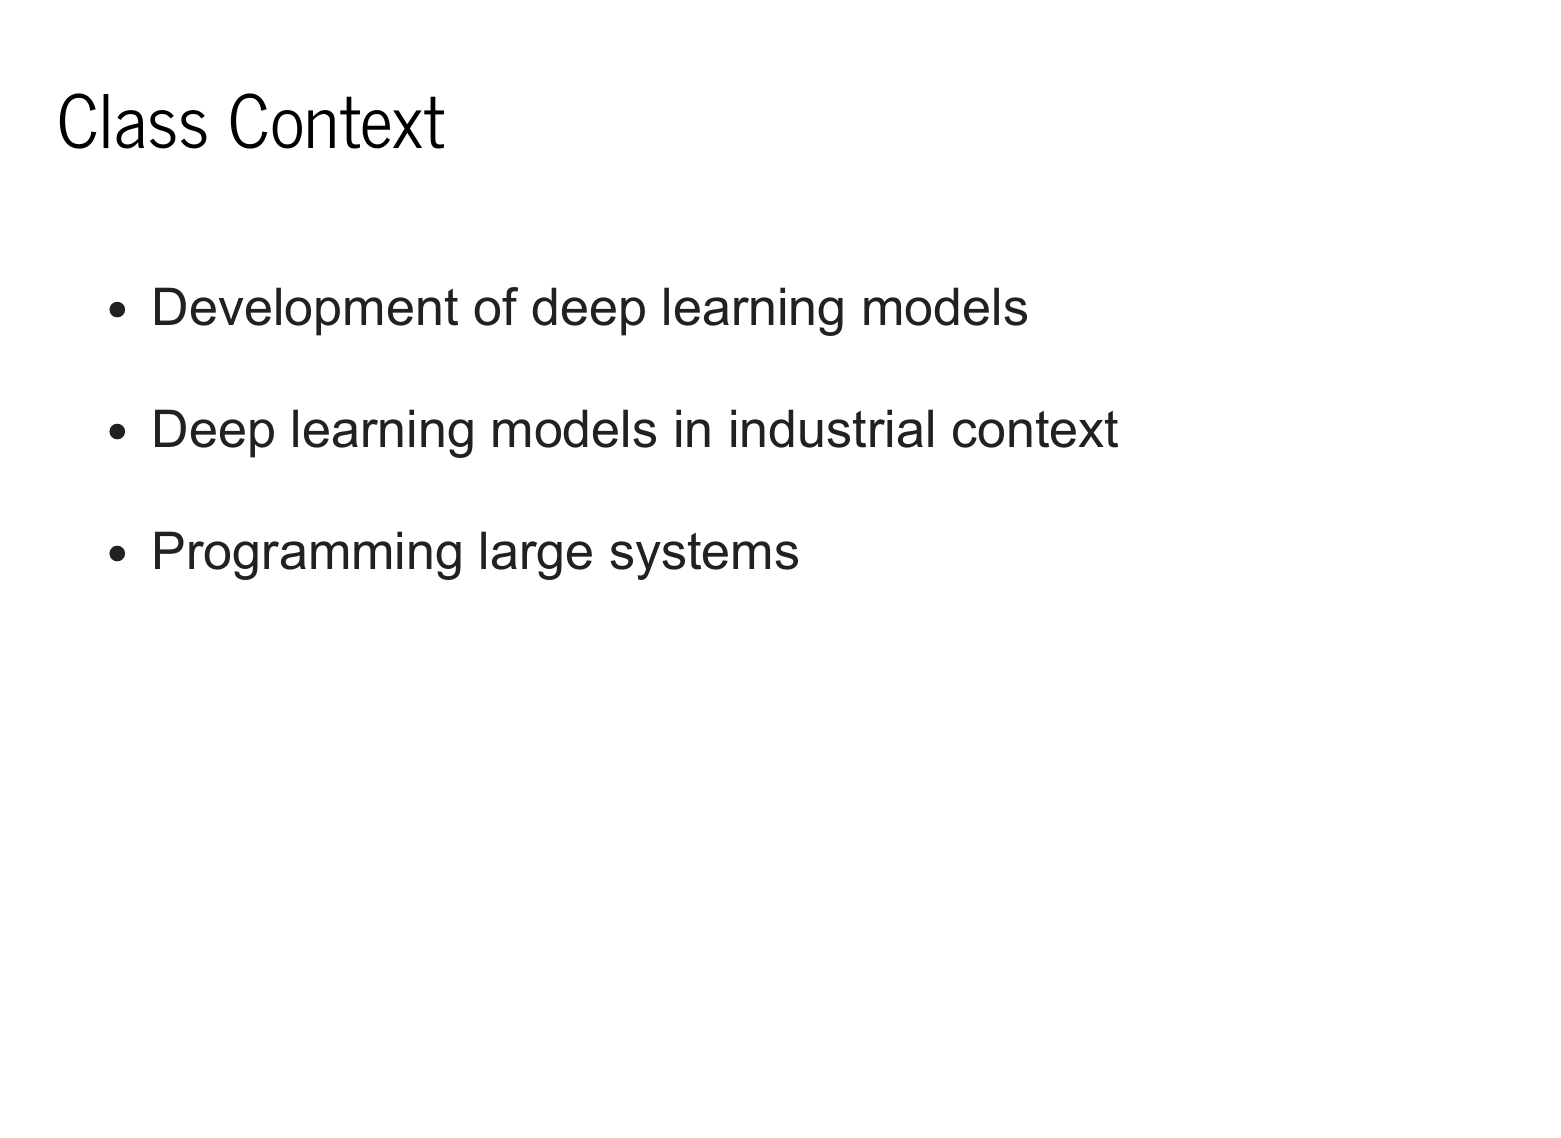 Class Context
• Development of deep learning models
• Deep learning models in industrial context
• Programming large systems